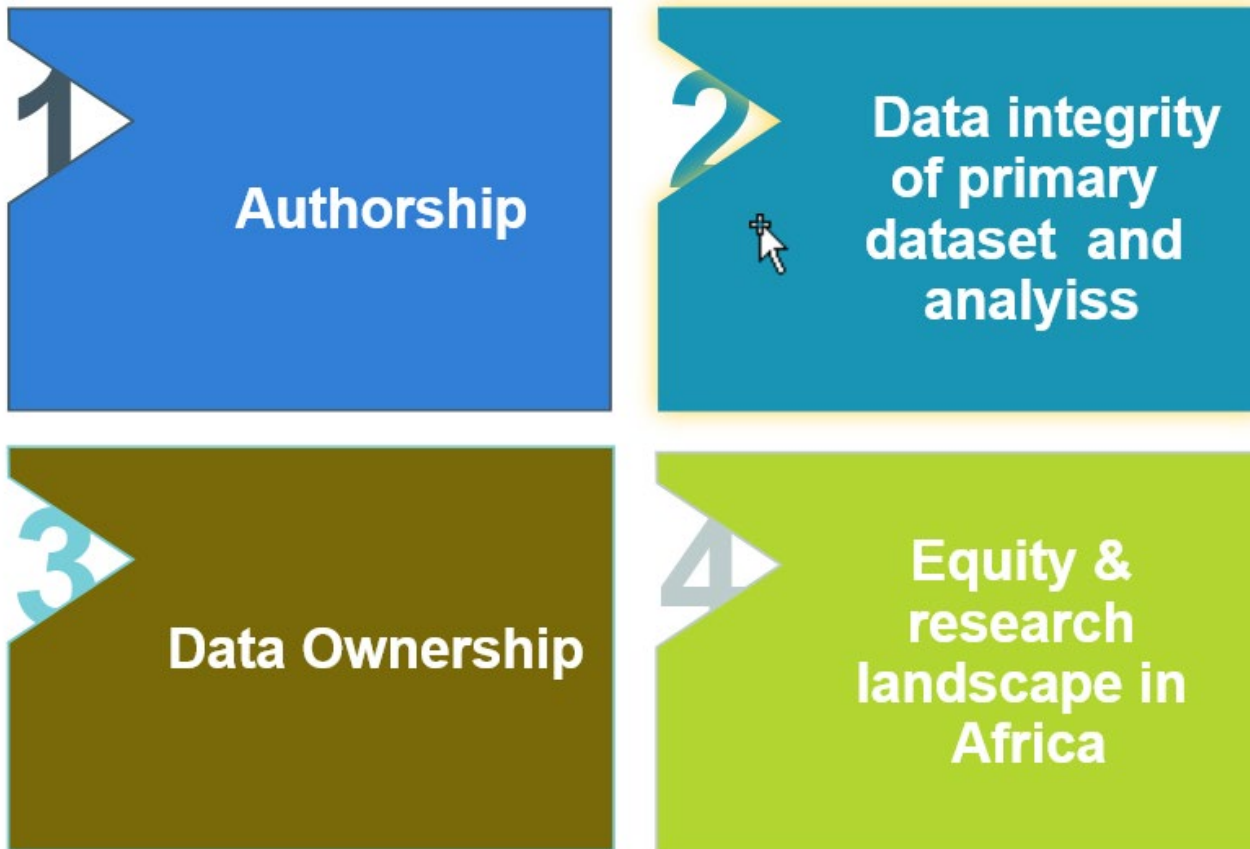 1
Authorship
2
Data integrity
of primary
dataset and
analyiss
3
Data Ownership
4
Equity &
research
landscape in
Africa